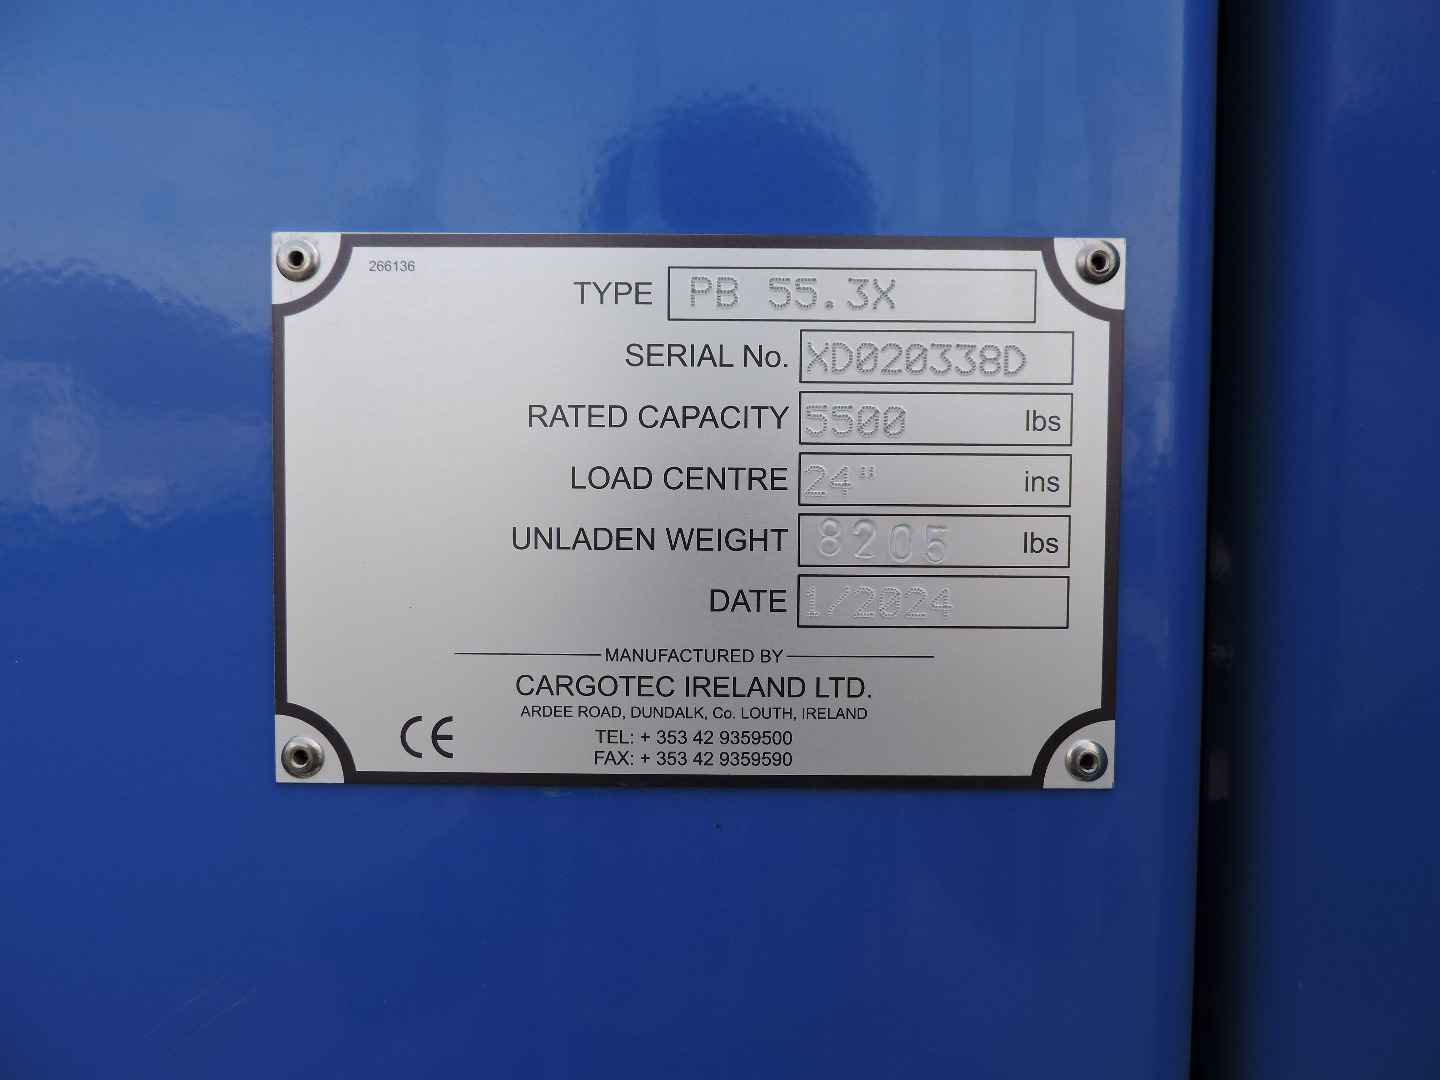 266136
TYPE PB 55.3X
SERIAL No. XD020338D
RATED CAPACITY 5500 lbs
LOAD CENTRE 24" ins
UNLADEN WEIGHT 8205 lbs
DATE 1/2024
MANUFACTURED BY
CARGOTEC IRELAND LTD.
ARDEE ROAD, DUNDALK, Co. LOUTH, IRELAND
CE
TEL: + 353 42 9359500
FAX: + 353 42 9359590